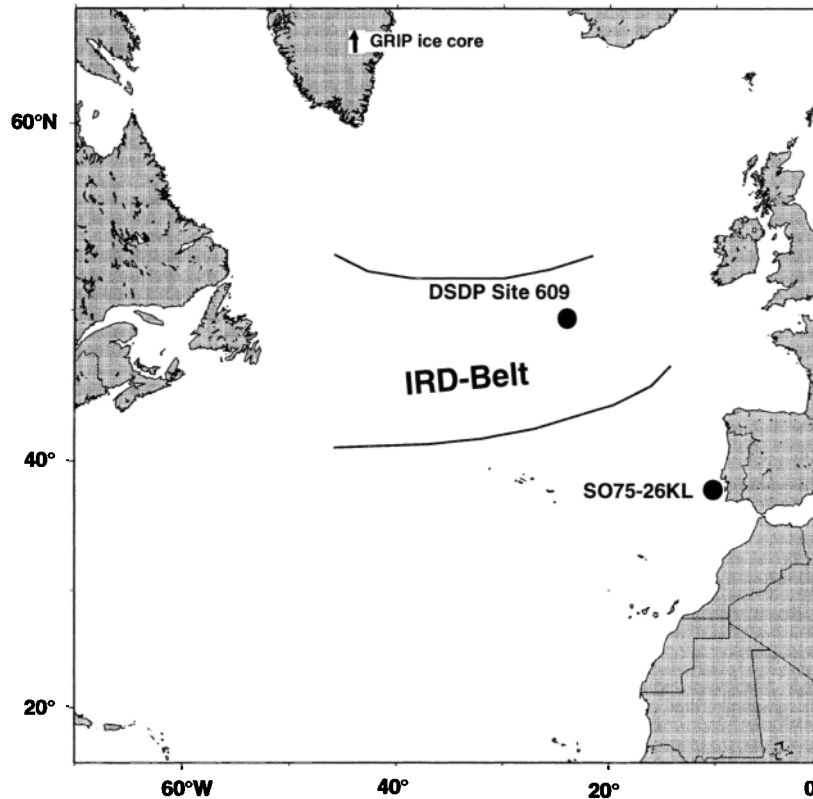 GRIP ice core
60°N
DSDP Site 609
IRD-Belt
40°
SO75-26KL
20°
60°W
40°
20°
0